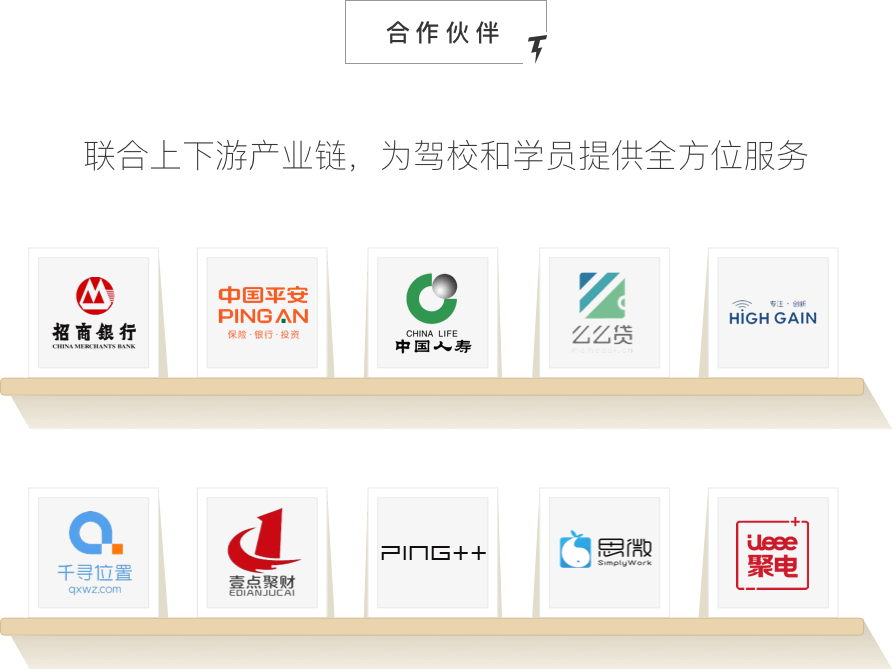 合作伙伴
联合上下游产业链，为驾校和学员提供全方位服务
招商银行
CHINA MERCHANTS BANK
中国平安
PING AN
保险·银行·投资
CHINA LIFE
中国人寿
么么贷
专注·创新
HIGH GAIN
千寻位置
qxwz.com
壹点聚财
EDIANJUCAI
PING++
思微
SimplyWork
聚电